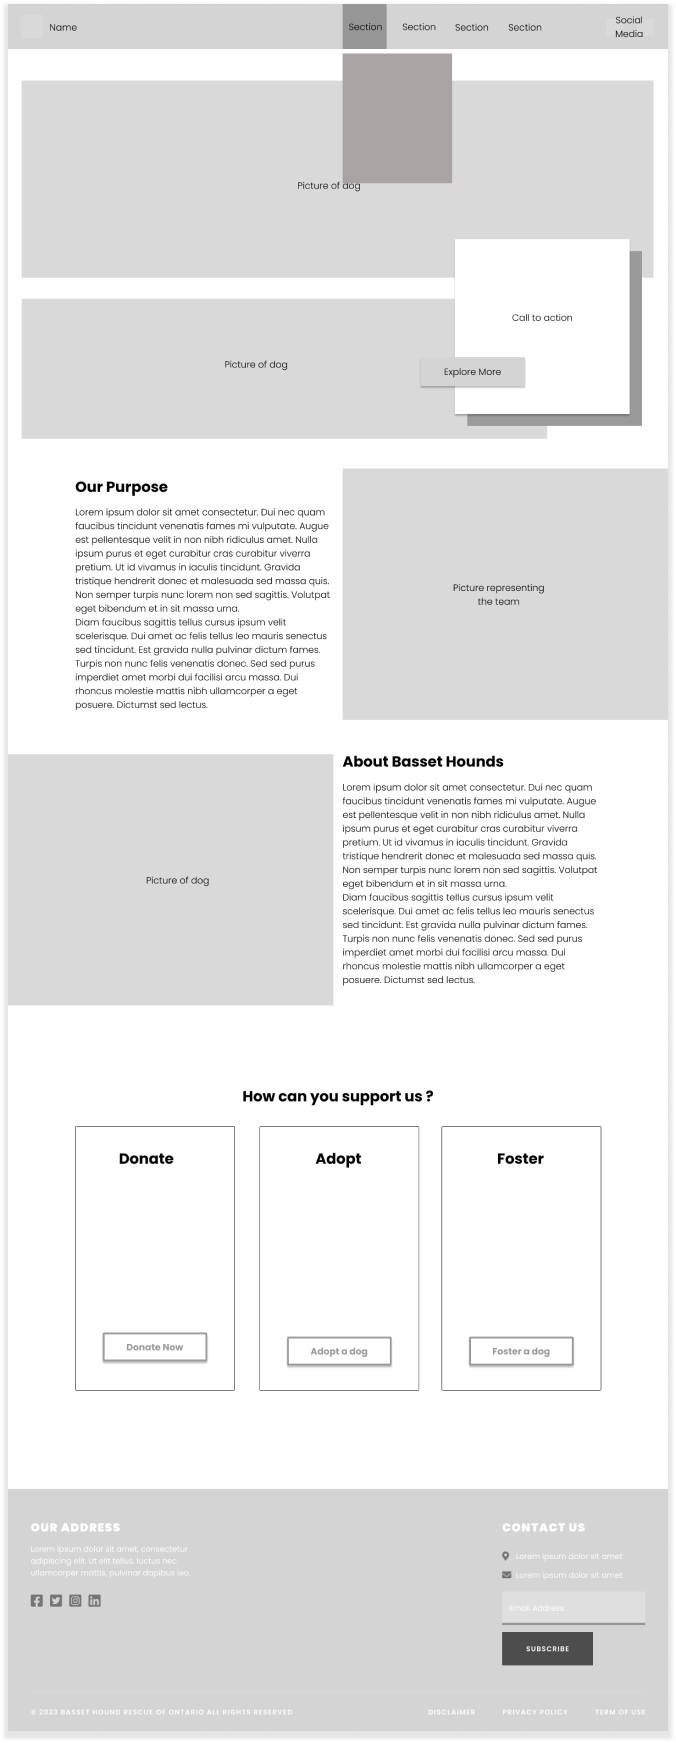 Name
Section
Section
Section
Section
Social
Media
Picture of dog
Call to action
Picture of dog
Explore More
Our Purpose
Lorem ipsum dolor sit amet consectetur. Dui nec quam
faucibus tincidunt venenatis fames mi vulputate. Augue
est pellentesque velit in non nibh ridiculus amet. Nulla
ipsum purus et eget curabitur cras curabitur viverra
pretium. Ut id vivamus in iaculis tincidunt. Gravida
tristique hendrerit donec et malesuada sed massa quis.
Non semper turpis nunc lorem non sed sagittis. Volutpat
eget bibendum et in sit massa urna.
Diam faucibus sagittis tellus cursus ipsum velit
scelerisque. Dui amet ac felis tellus leo mauris senectus
sed tincidunt. Est gravida nulla pulvinar dictum fames.
Turpis non nunc felis venenatis donec. Sed sed purus
imperdiet amet morbi dui facilisi arcu massa. Dui
rhoncus molestie mattis nibh ullamcorper a eget
posuere. Dictumst sed lectus.
Picture representing
the team
About Basset Hounds
Lorem ipsum dolor sit amet consectetur. Dui nec quam
faucibus tincidunt venenatis fames mi vulputate. Augue
est pellentesque velit in non nibh ridiculus amet. Nulla
ipsum purus et eget curabitur cras curabitur viverra
pretium. Ut id vivamus in iaculis tincidunt. Gravida
tristique hendrerit donec et malesuada sed massa quis.
Non semper turpis nunc lorem non sed sagittis. Volutpat
eget bibendum et in sit massa urna.
Diam faucibus sagittis tellus cursus ipsum velit
scelerisque. Dui amet ac felis tellus leo mauris senectus
sed tincidunt. Est gravida nulla pulvinar dictum fames.
Turpis non nunc felis venenatis donec. Sed sed purus
imperdiet amet morbi dui facilisi arcu massa. Dui
rhoncus molestie mattis nibh ullamcorper a eget
posuere. Dictumst sed lectus.
Picture of dog
How can you support us ?
Donate
Adopt
Foster
Donate Now
Adopt a dog
Foster a dog
OUR ADDRESS
Lorem ipsum dolor sit amet, consectetur
adipiscing elit. Ut elit tellus, luctus nec
ullamcorper mattis, pulvinar dapibus leo.
CONTACT US
Lorem ipsum dolor sit amet
Lorem ipsum dolor sit amet
Email Address
SUBSCRIBE
© 2023 BASSET HOUND RESCUE OF ONTARIO ALL RIGHTS RESERVED
DISCLAIMER
PRIVACY POLICY
TERM OF USE